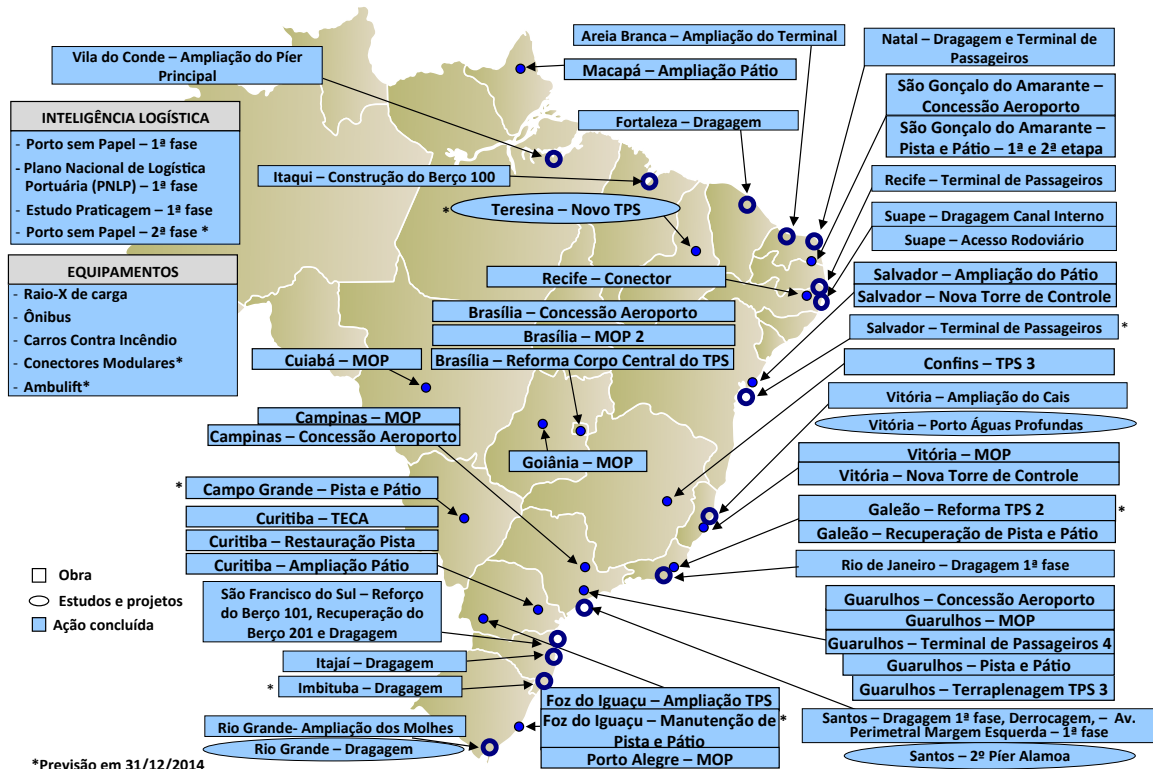 Vila do Conde – Ampliação do Píer
Principal
Areia Branca – Ampliação do Terminal
Natal – Dragagem e Terminal de
Passageiros
Macapá – Ampliação Pátio
São Gonçalo do Amarante –
Concessão Aeroporto
São Gonçalo do Amarante –
Pista e Pátio – 1ª e 2ª etapa
INTELIGÊNCIA LOGÍSTICA
- Porto sem Papel – 1ª fase
- Plano Nacional de Logística
Portuária (PNLP) – 1ª fase
- Estudo Praticagem – 1ª fase
- Porto sem Papel – 2ª fase *
Fortaleza – Dragagem
Itaqui – Construção do Berço 100
Recife – Terminal de Passageiros
* Teresina – Novo TPS
Suape – Dragagem Canal Interno
Suape – Acesso Rodoviário
EQUIPAMENTOS
- Raio-X de carga
- Ônibus
- Carros Contra Incêndio
- Conectores Modulares*
- Ambulift*
Recife – Conector
Salvador – Ampliação do Pátio
Salvador – Nova Torre de Controle
Brasília – Concessão Aeroporto
Brasília – MOP 2
Brasília – Reforma Corpo Central do TPS
Salvador – Terminal de Passageiros *
Cuiabá – MOP
Confins – TPS 3
Vitória – Ampliação do Cais
Vitória – Porto Águas Profundas
Campinas – MOP
Campinas – Concessão Aeroporto
Goiânia – MOP
Vitória – MOP
Vitória – Nova Torre de Controle
* Campo Grande – Pista e Pátio
Galeão – Reforma TPS 2 *
Galeão – Recuperação de Pista e Pátio
Curitiba – TECA
Curitiba – Restauração Pista
Curitiba – Ampliação Pátio
Rio de Janeiro – Dragagem 1ª fase
Obra
Estudos e projetos
Ação concluída
São Francisco do Sul – Reforço
do Berço 101, Recuperação do
Berço 201 e Dragagem
Guarulhos – Concessão Aeroporto
Guarulhos – MOP
Guarulhos – Terminal de Passageiros 4
Guarulhos – Pista e Pátio
Guarulhos – Terraplenagem TPS 3
Itajaí – Dragagem
* Imbituba – Dragagem
Foz do Iguaçu – Ampliação TPS
Foz do Iguaçu – Manutenção de *
Pista e Pátio
Porto Alegre – MOP
Rio Grande- Ampliação dos Molhes
Rio Grande – Dragagem
Santos – Dragagem 1ª fase, Derrocagem, – Av.
Perimetral Margem Esquerda – 1ª fase
Santos – 2º Píer Alamoa
*Previsão em 31/12/2014